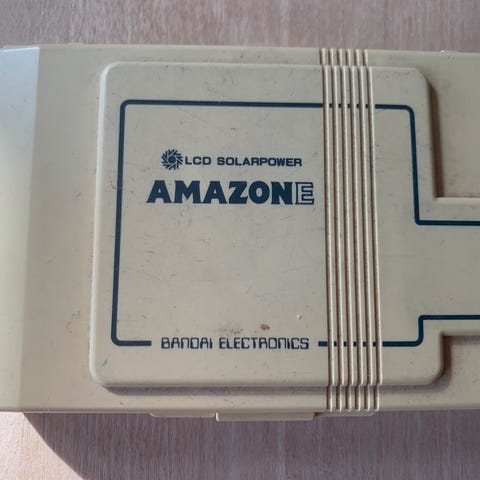 LCD SOLARPOWER
AMAZONE
BANDAI ELECTRONICS